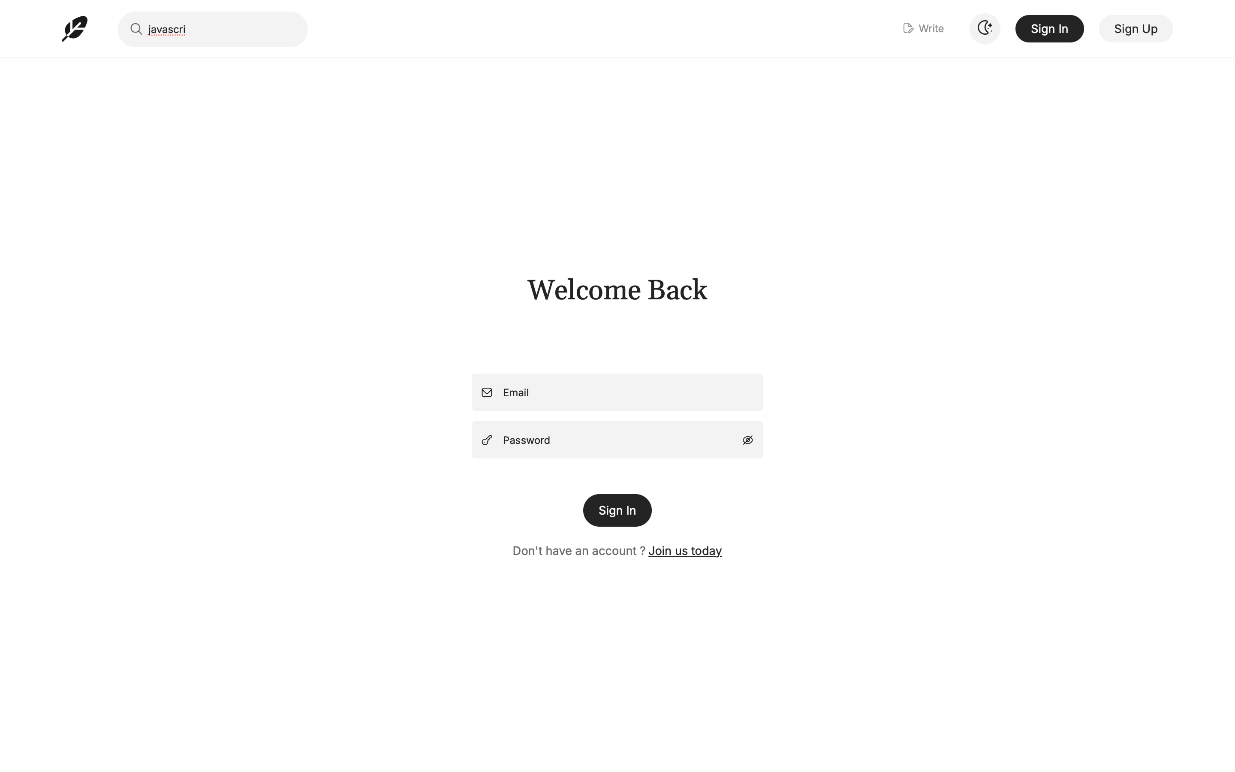 javascri
Write
Sign In
Sign Up
Welcome Back
Email
Password
Sign In
Don't have an account ? Join us today